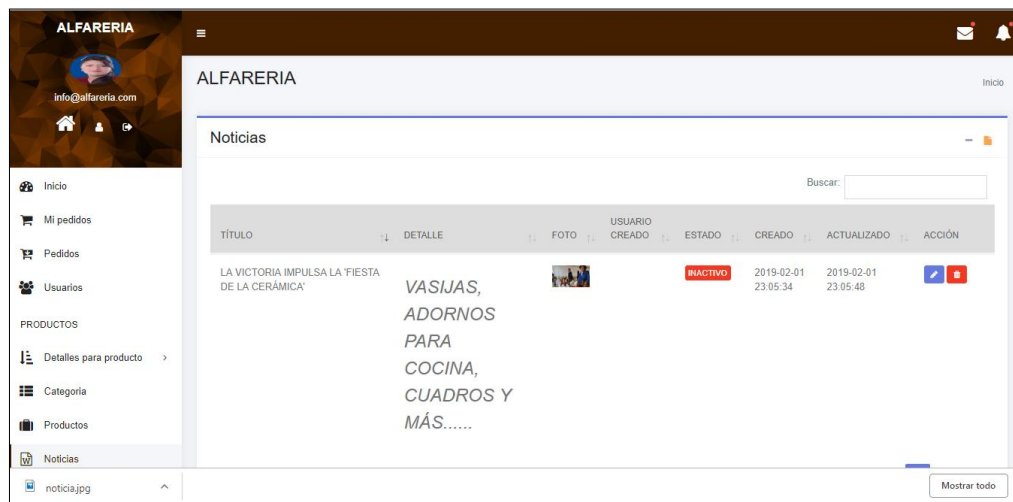 ALFARERIA
info@alfareria.com
ALFARERIA
Inicio
Inicio
Mi pedidos
Pedidos
Usuarios
PRODUCTOS
Detalles para producto
Categoria
Productos
Noticias
Noticias
Buscar:
TÍTULO
DETALLE
FOTO
USUARIO
CREADO
ESTADO
CREADO
ACTUALIZADO
ACCIÓN
LA VICTORIA IMPULSA LA 'FIESTA
DE LA CERÁMICA'
VASIJAS,
ADORNOS
PARA
COCINA,
CUADROS Y
MÁS......
INACTIVO
2019-02-01
23:05:34
2019-02-01
23:05:48
noticia.jpg
Mostrar todo